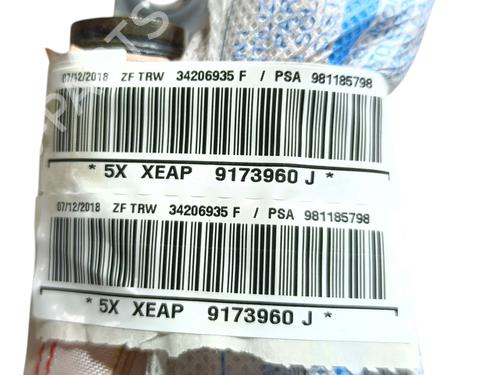 07/12/2018 ZF TRW 34206935 F / PSA 981185798
* 5X XEAP 9173960 J *
07/12/2018 ZF TRW 34206935 F / PSA 981185798
* 5X XEAP 9173960 J *